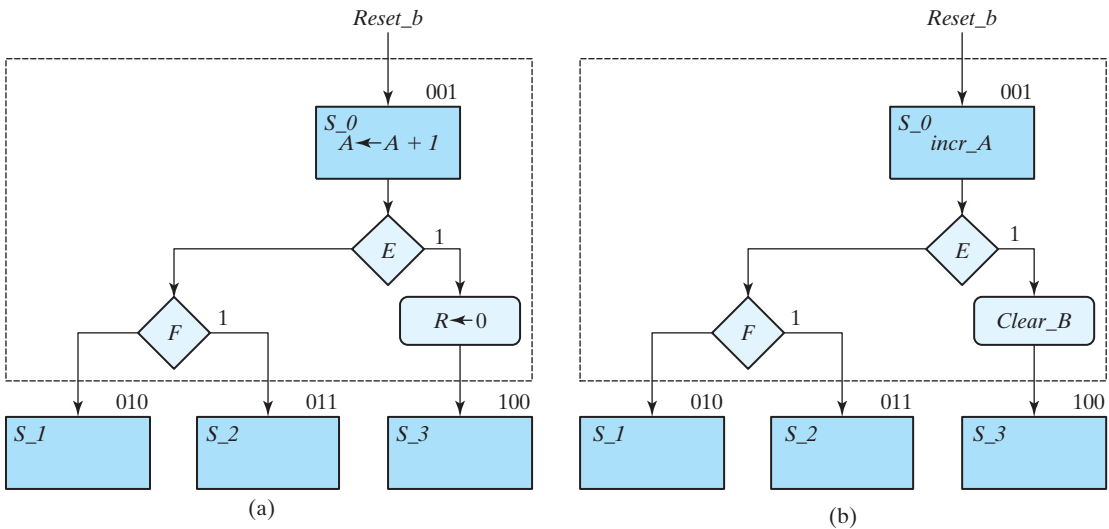 Reset_b
001
S_0
A ← A + 1
E
1
F
1
R ← 0
010
011
100
S_1
S_2
S_3
(a)
Reset_b
001
S_0
incr_A
E
1
F
1
Clear_B
010
011
100
S_1
S_2
S_3
(b)